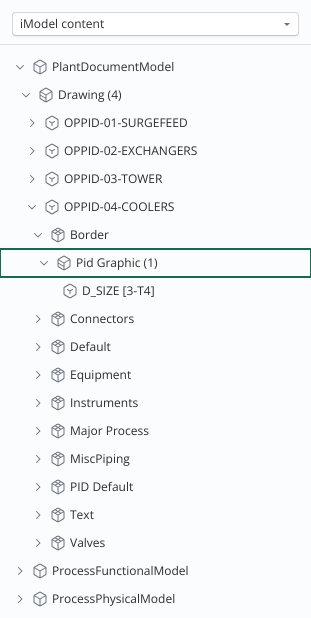 iModel content
PlantDocumentModel
Drawing (4)
OPPID-01-SURGEFEED
OPPID-02-EXCHANGERS
OPPID-03-TOWER
OPPID-04-COOLERS
Border
Pid Graphic (1)
D_SIZE [3-T4]
Connectors
Default
Equipment
Instruments
Major Process
MiscPiping
PID Default
Text
Valves
ProcessFunctionalModel
ProcessPhysicalModel